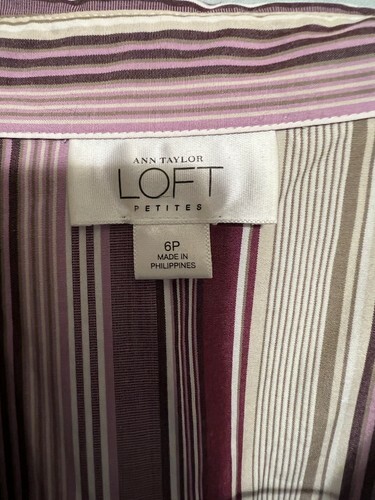 ANN TAYLOR
LOFT
PETITES
6P
MADE IN
PHILIPPINES